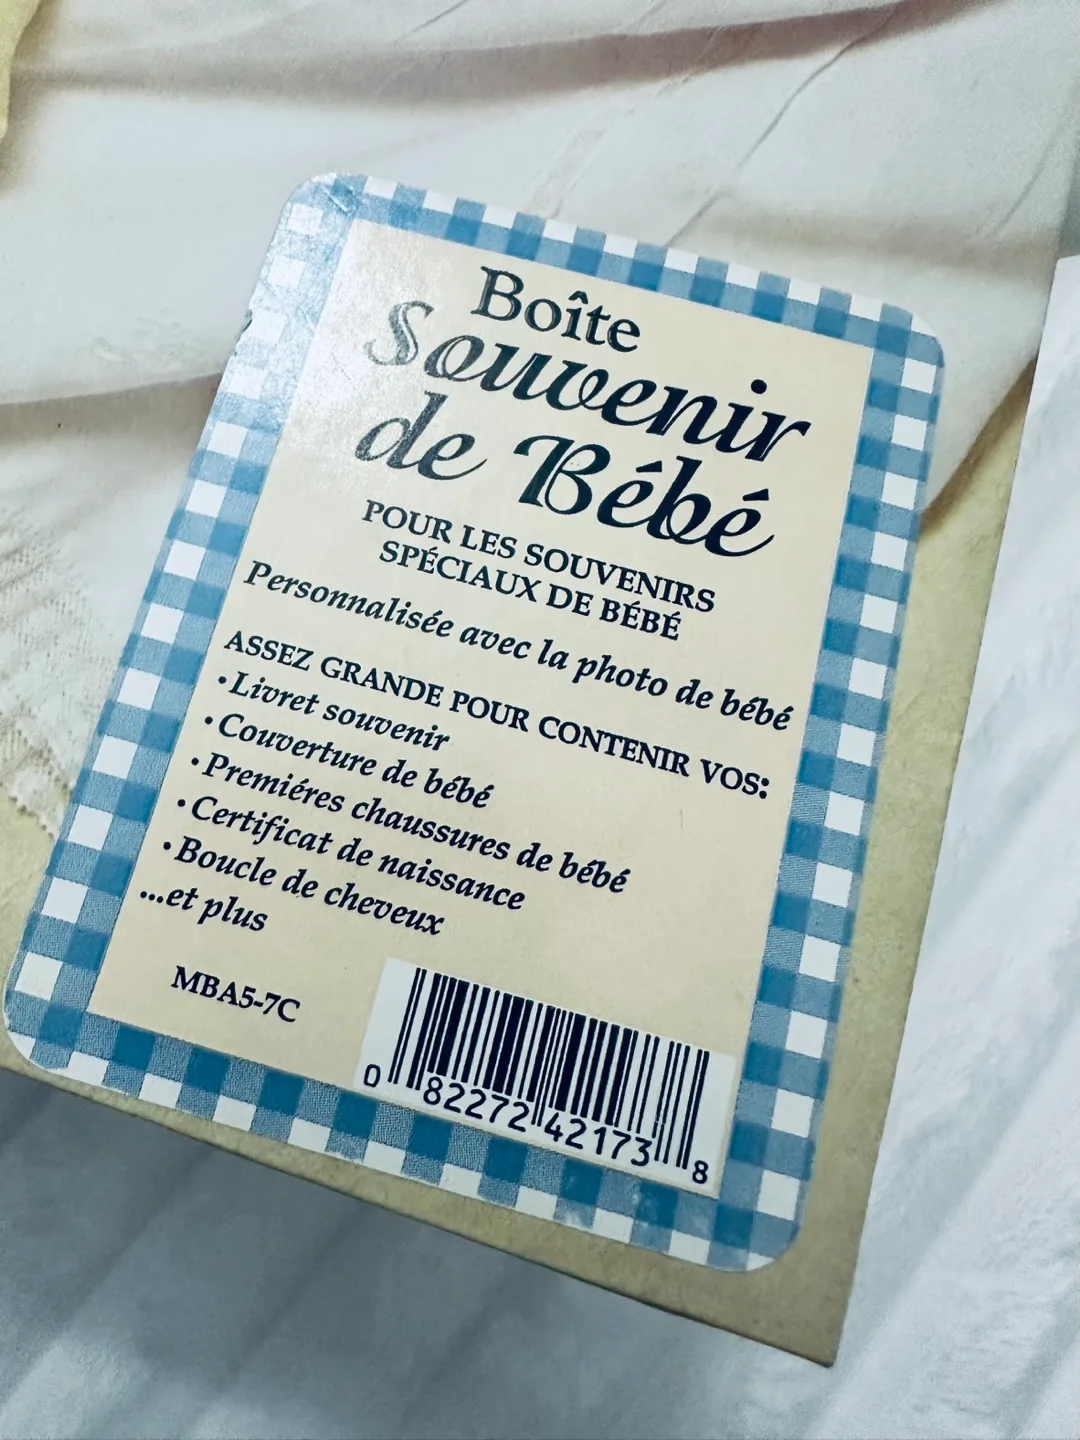 Boîte
Souvenir
de Bébé
POUR LES SOUVENIRS
SPÉCIAUX DE BÉBÉ
Personnalisée avec la photo de bébé
ASSEZ GRANDE POUR CONTENIR VOS:
• Livret souvenir
• Couverture de bébé
• Premiéres chaussures de bébé
• Certificat de naissance
• Boucle de cheveux
...et plus
MBA5-7C
0 82272 42173 8